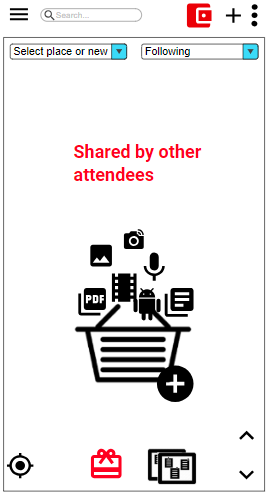 Search...
Select place or new
Following
Shared by other
attendees
PDF